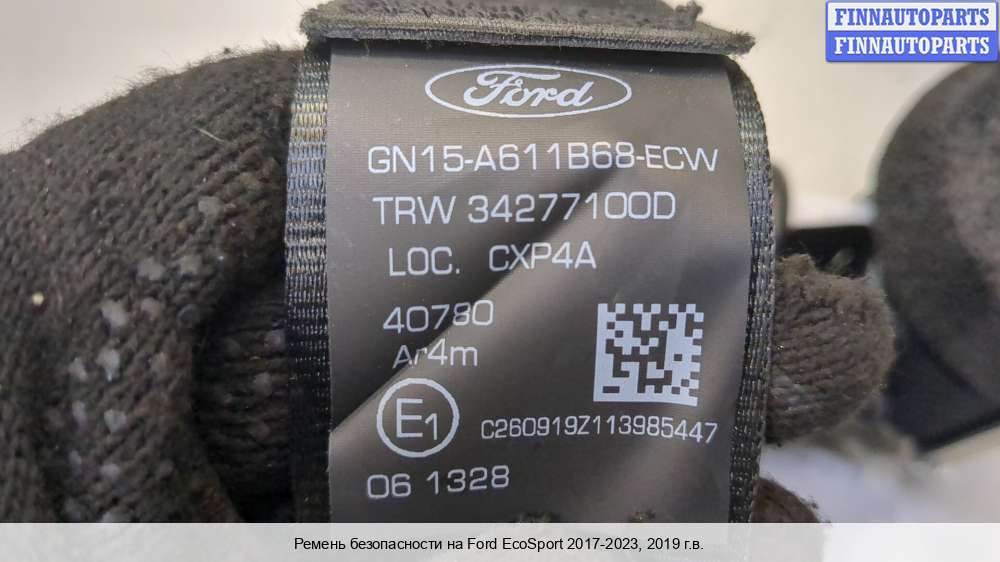 FINNAUTOPARTS
FINNAUTOPARTS
Ford
GN15-A611B68-ECW
TRW 34277100D
LOC. CXP4A
40780
Ar4m
E1
C260919Z113985447
06 1328
Ремень безопасности на Ford EcoSport 2017-2023, 2019 г.в.